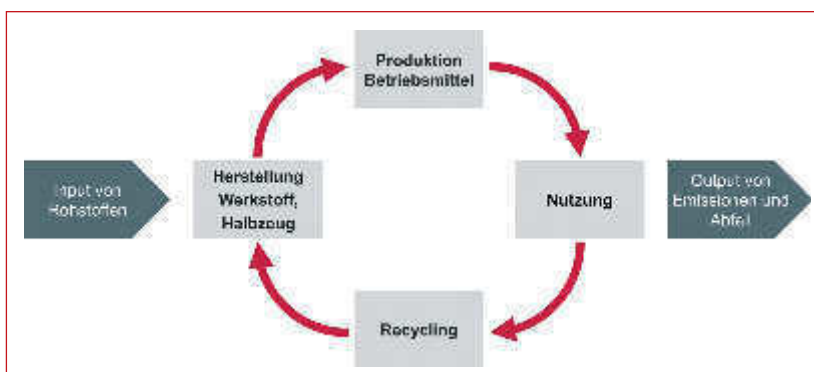 Produktion
Betriebsmittel
Input von
Rohstoffen
Herstellung
Werkstoff,
Halbzeug
Nutzung
Output von
Emissionen und
Abfall
Recycling